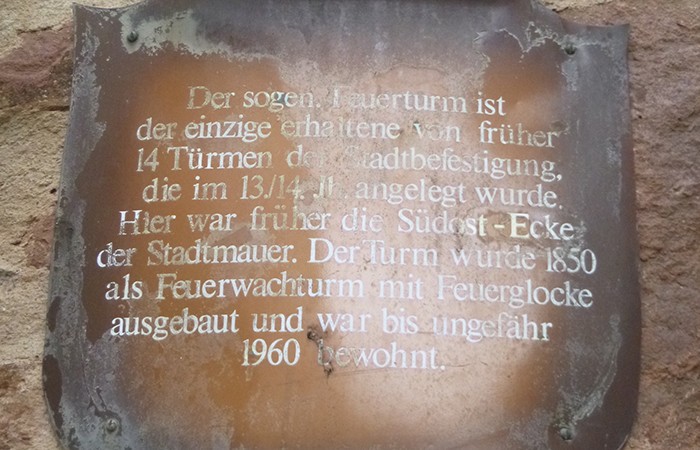 Der sogen. Feuerturm ist
der einzige erhaltene von früher
14 Türmen der Stadtbefestigung,
die im 13./14. Jh. angelegt wurde.
Hier war früher die Südost-Ecke
der Stadtmauer. Der Turm wurde 1850
als Feuerwachturm mit Feuerglocke
ausgebaut und war bis ungefähr
1960 bewohnt.